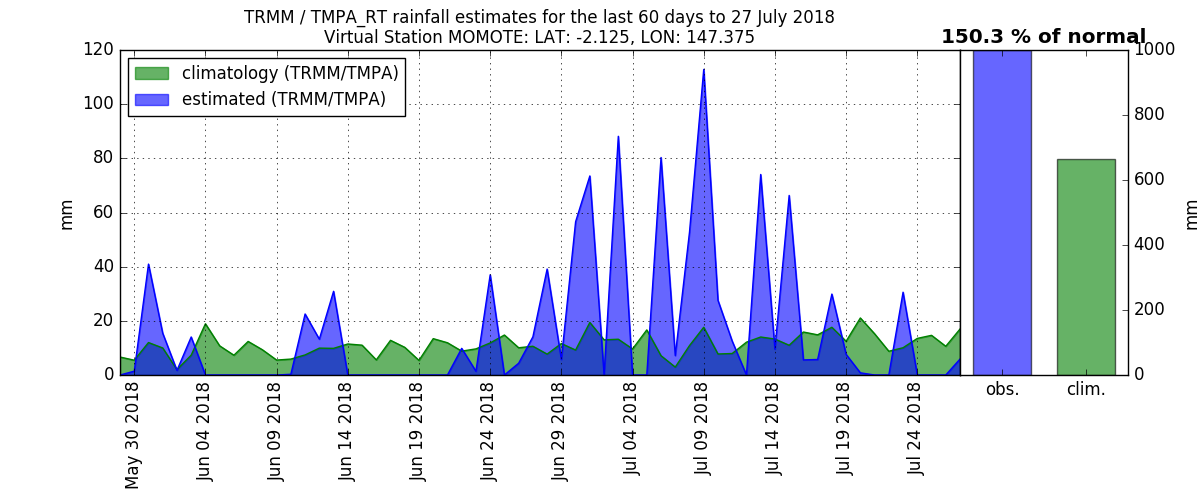 TRMM / TMPA_RT rainfall estimates for the last 60 days to 27 July 2018
Virtual Station MOMOTE: LAT: -2.125, LON: 147.375
150.3 % of normal
climatology (TRMM/TMPA)
estimated (TRMM/TMPA)
mm
120
100
80
60
40
20
0
May 30 2018
Jun 04 2018
Jun 09 2018
Jun 14 2018
Jun 19 2018
Jun 24 2018
Jun 29 2018
Jul 04 2018
Jul 09 2018
Jul 14 2018
Jul 19 2018
Jul 24 2018
obs.
clim.
1000
800
600
400
200
0
mm